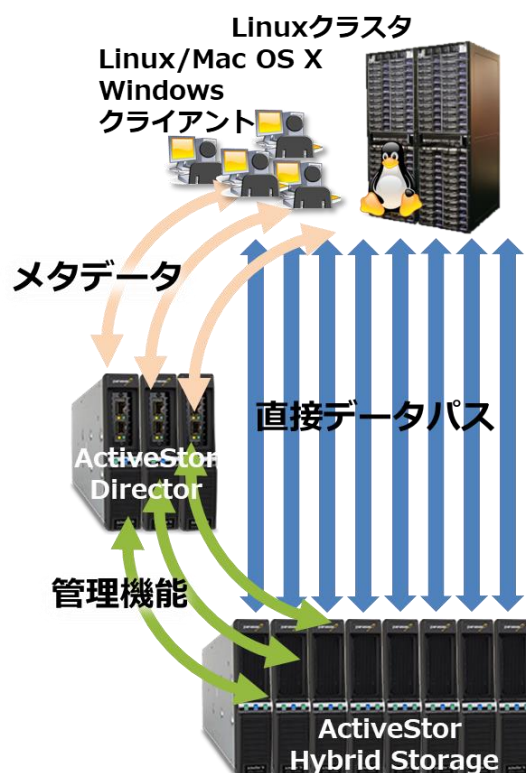 Linuxクラスタ
Linux/Mac OS X
Windows
クライアント
メタデータ
直接データパス
ActiveStor
Director
管理機能
ActiveStor
Hybrid Storage